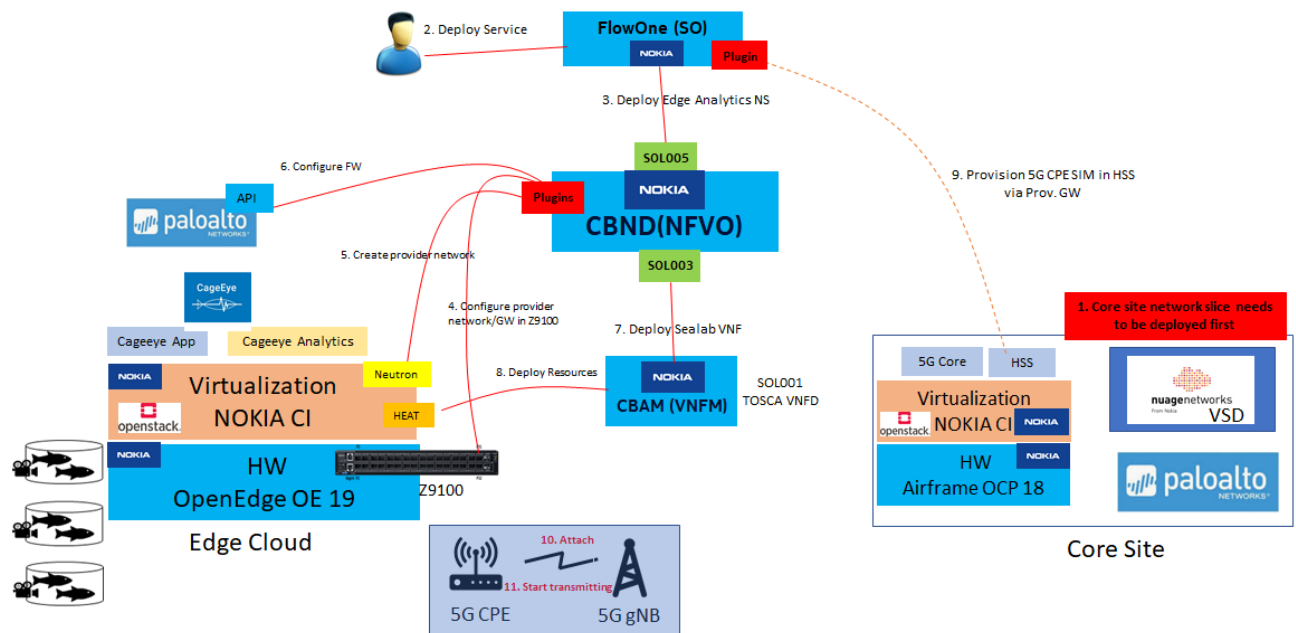 2. Deploy Service
FlowOne (SO)
NOKIA
Plugin
3. Deploy Edge Analytics NS
SOL005
6. Configure FW
API
paloalto
NETWORKS
Plugins
NOKIA
CBND(NFVO)
9. Provision 5G CPE SIM in HSS
via Prov. GW
5. Create provider network
SOL003
CageEye
4. Configure provider
network/GW in Z9100
7. Deploy Sealab VNF
1. Core site network slice needs
to be deployed first
Cageeye App
Cageeye Analytics
Neutron
NOKIA
Virtualization
NOKIA CI
openstack.
HEAT
8. Deploy Resources
NOKIA
CBAM (VNFM)
SOL001
TOSCA VNFD
5G Core
HSS
Virtualization
NOKIA CI
openstack.
NOKIA
nuagenetworks
From Nokia
VSD
NOKIA
HW
OpenEdge OE 19
Z9100
NOKIA
HW
Airframe OCP 18
paloalto
NETWORKS
Edge Cloud
Core Site
10. Attach
11. Start transmitting
5G CPE
5G gNB